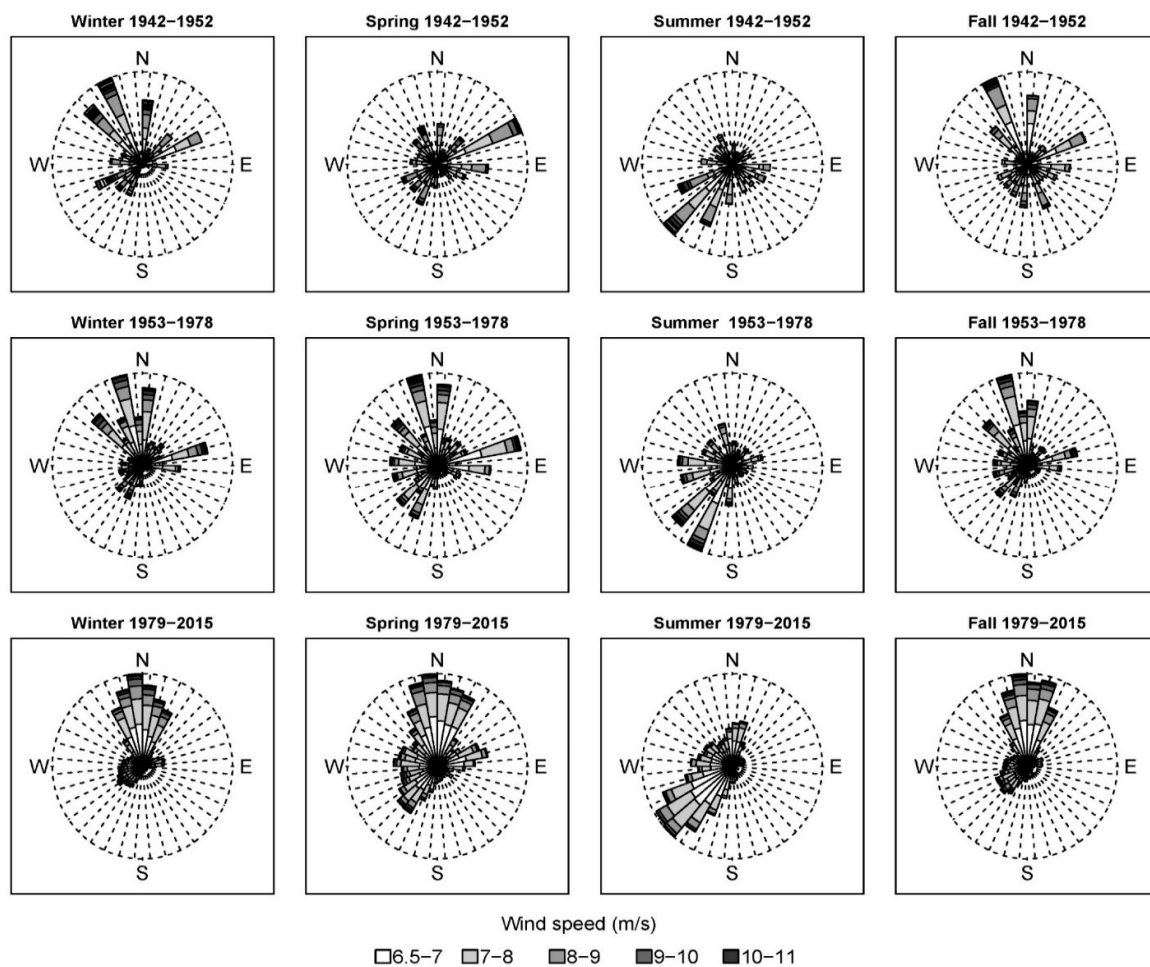 Winter 1942−1952 Spring 1942−1952 Summer 1942−1952 Fall 1942−1952
N N N N
W E W E W E W E
S S S S
Winter 1953−1978 Spring 1953−1978 Summer 1953−1978 Fall 1953−1978
N N N N
W E W E W E W E
S S S S
Winter 1979−2015 Spring 1979−2015 Summer 1979−2015 Fall 1979−2015
N N N N
W E W E W E W E
S S S S
Wind speed (m/s)
6.5−7 7−8 8−9 9−10 10−11